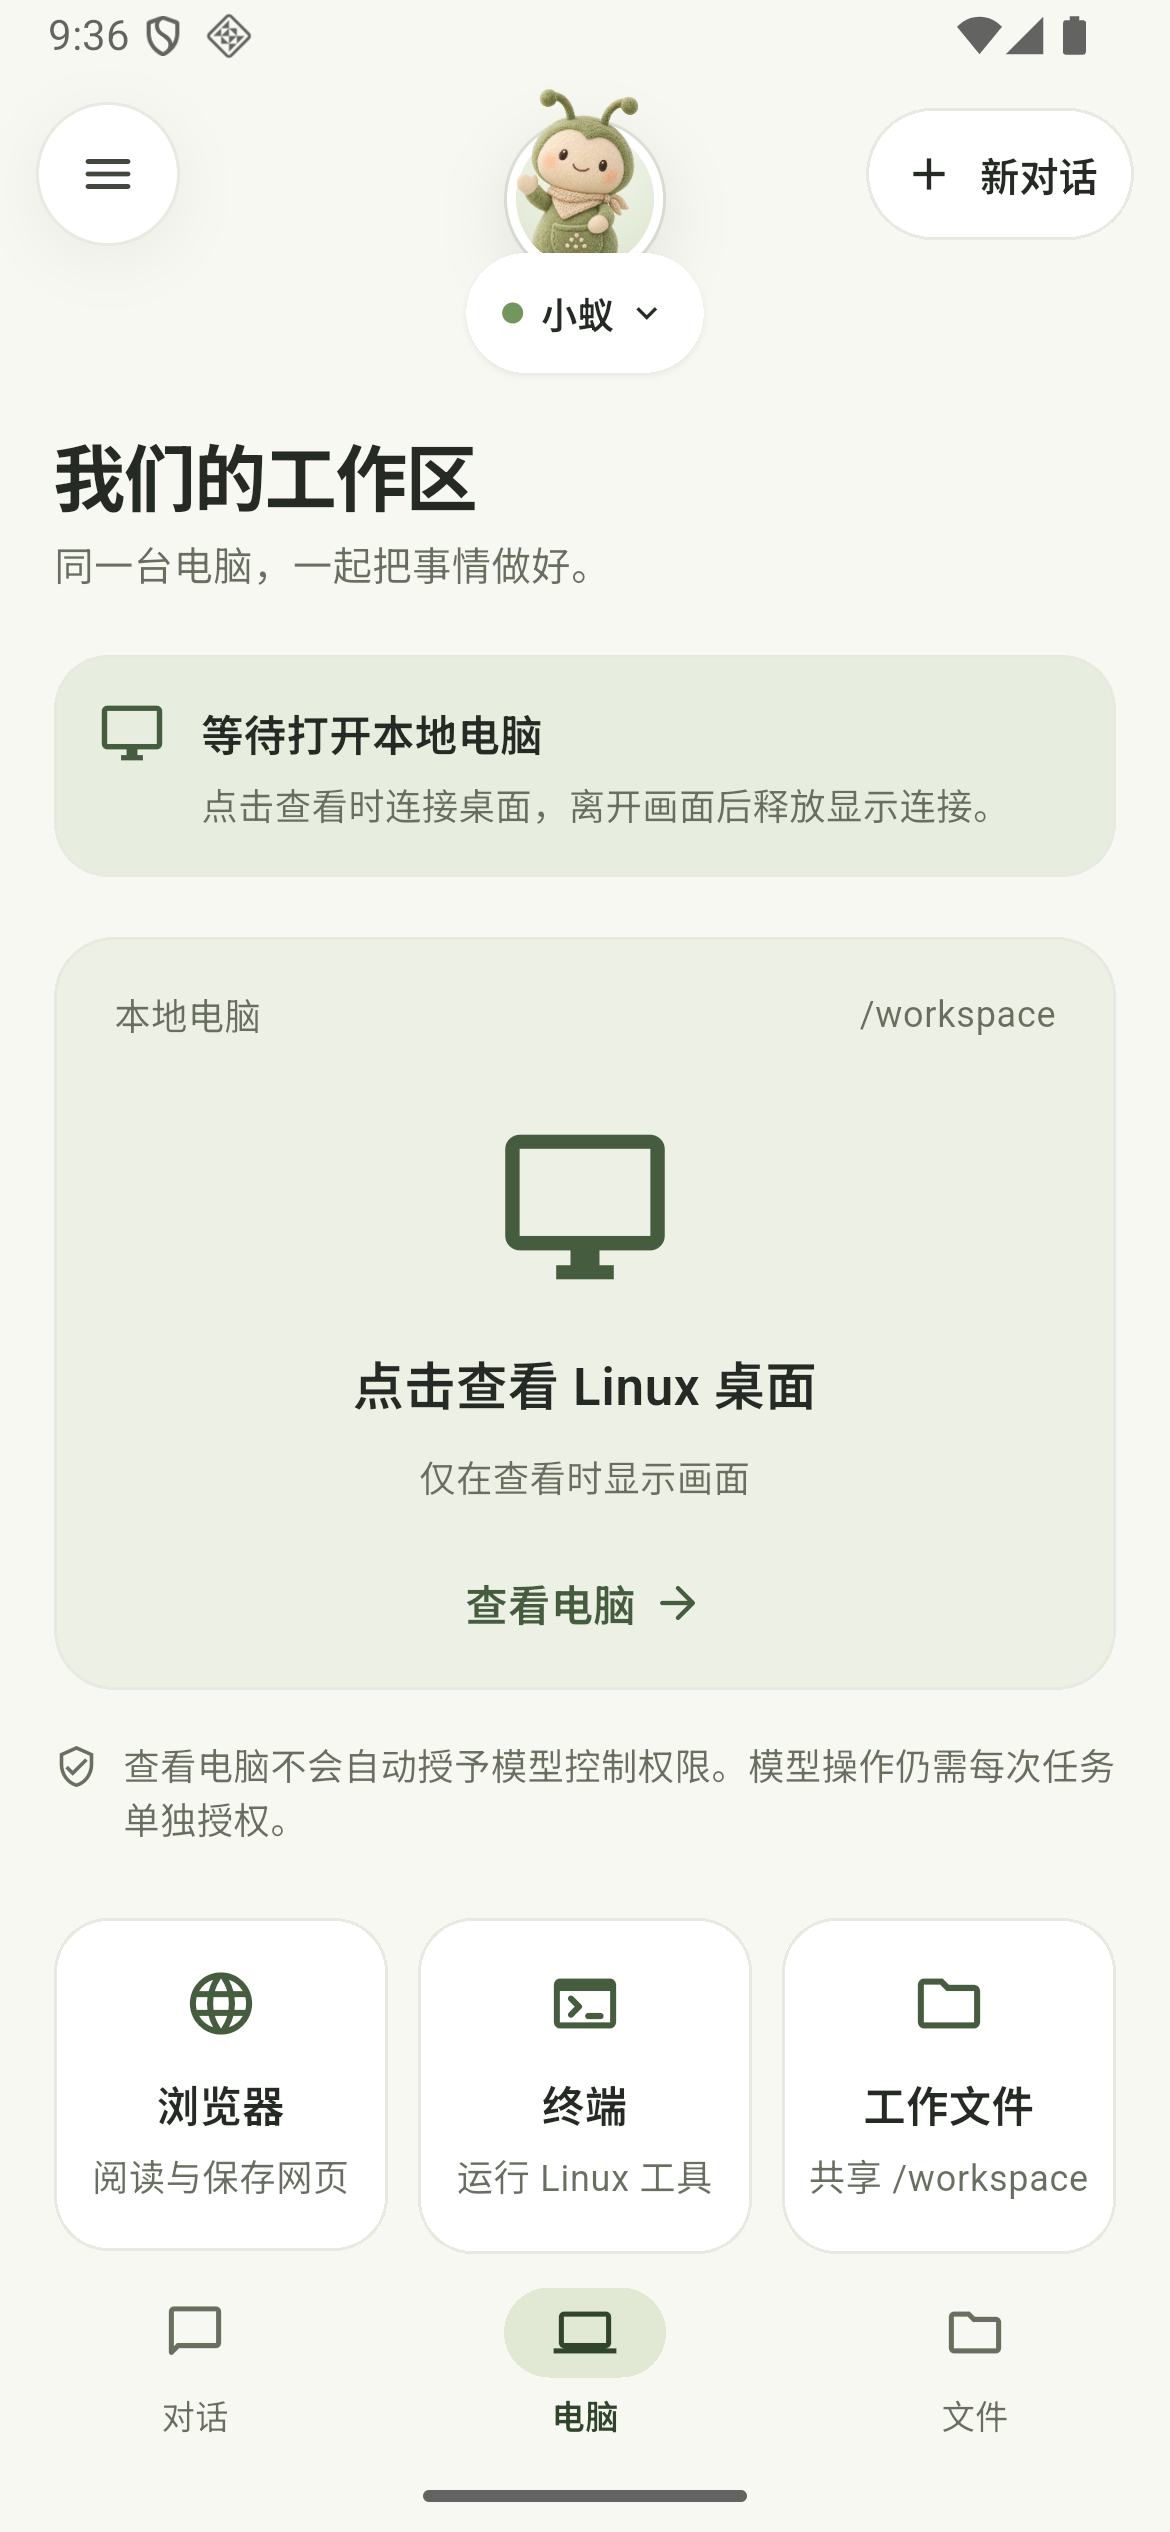 9:36
新对话
小蚁
我们的工作区
同一台电脑，一起把事情做好。
等待打开本地电脑
点击查看时连接桌面，离开画面后释放显示连接。
本地电脑
/workspace
点击查看 Linux 桌面
仅在查看时显示画面
查看电脑
查看电脑不会自动授予模型控制权限。模型操作仍需每次任务
单独授权。
浏览器
阅读与保存网页
终端
运行 Linux 工具
工作文件
共享 /workspace
对话
电脑
文件